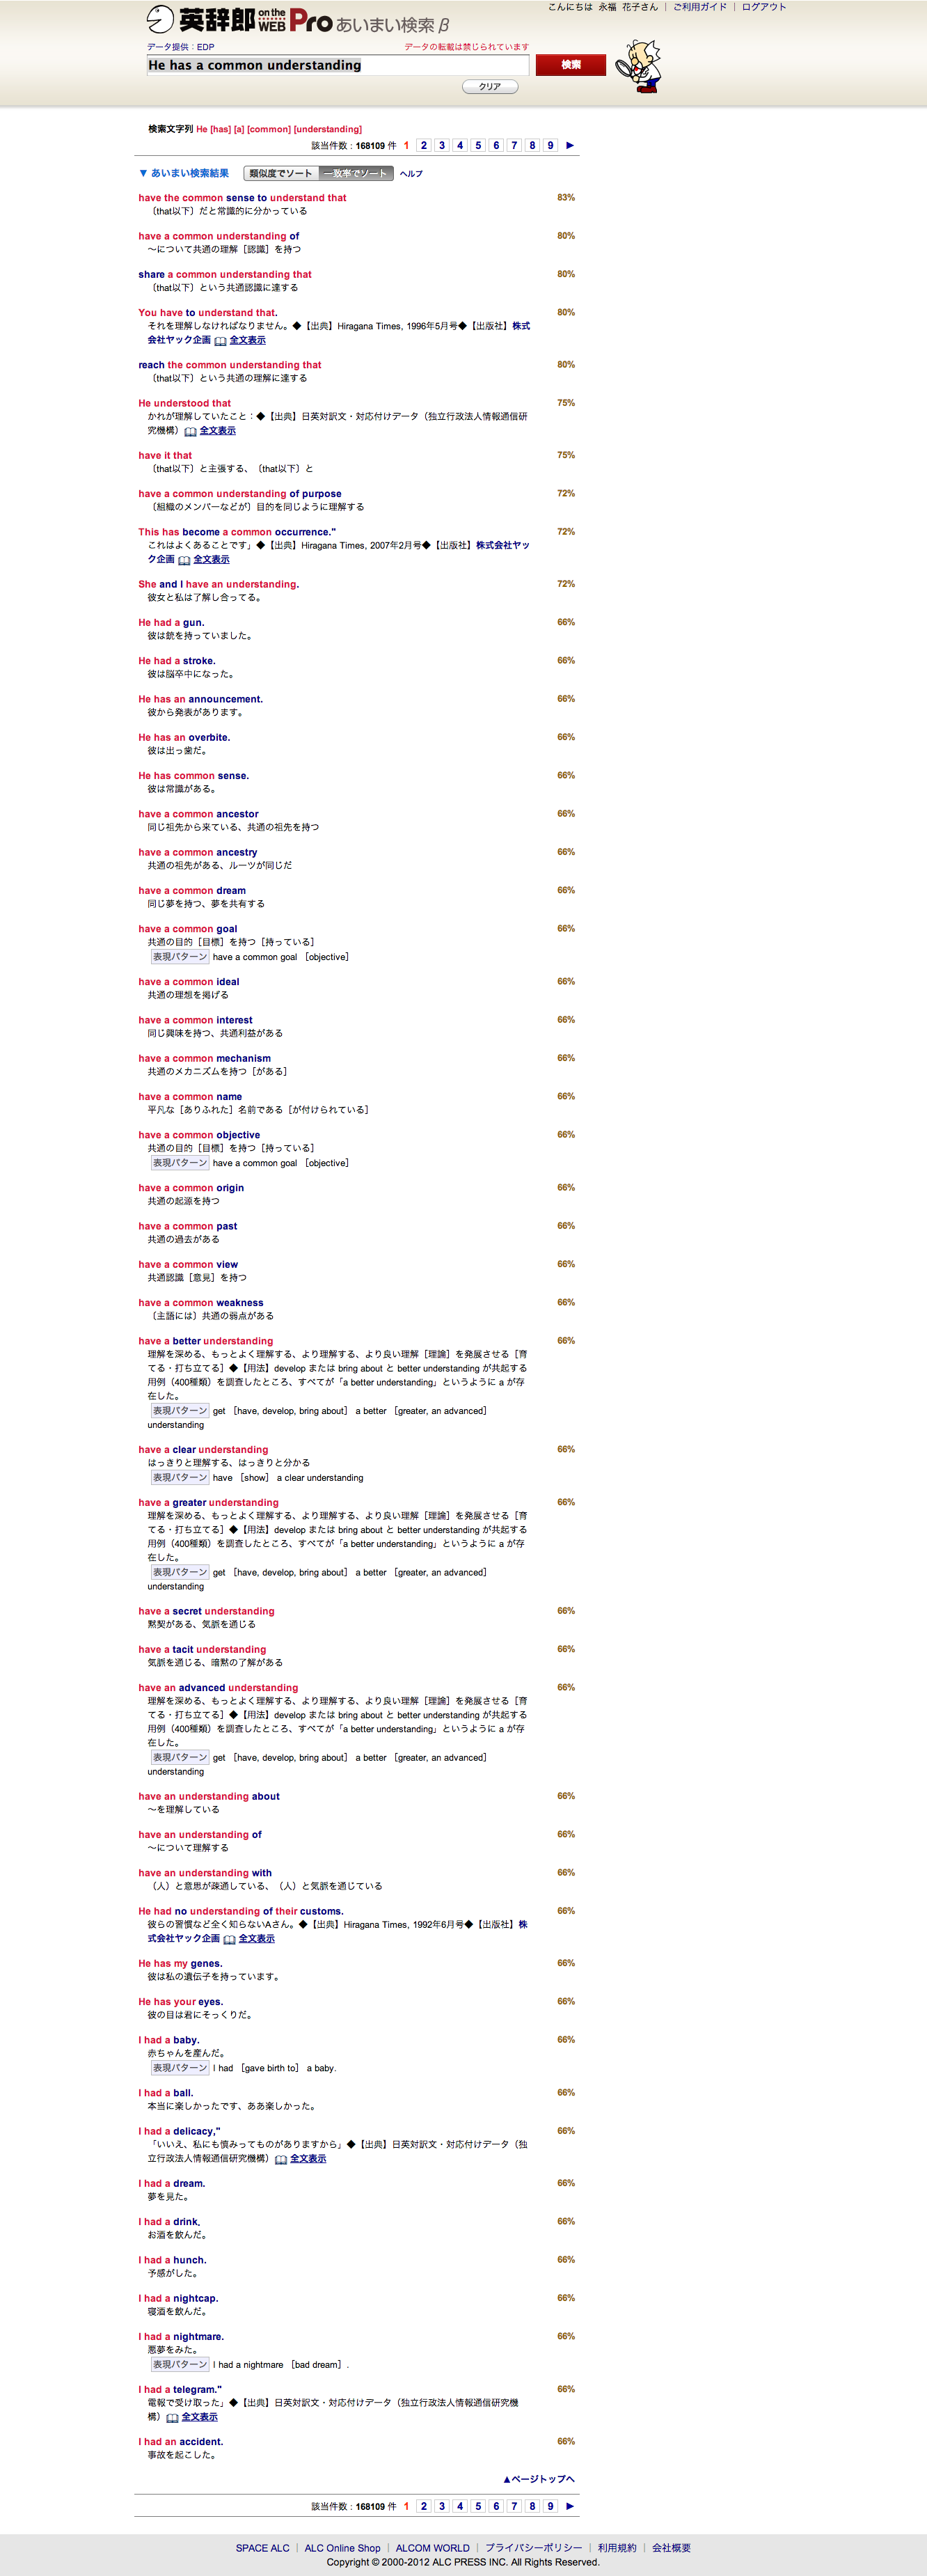 英辞郎 on the WEB Pro あいまい検索 β
こんにちは 永福 花子さん | ご利用ガイド | ログアウト
データ提供：EDP データの転載は禁じられています
He has a common understanding 検索
クリア
検索文字列 He [has] [a] [common] [understanding]
該当件数 : 168109 件 1 2 3 4 5 6 7 8 9 ▶
▼ あいまい検索結果 類似度でソート 一致率でソート ヘルプ
have the common sense to understand that 83%
〔that以下〕だと常識的に分かっている
have a common understanding of 80%
～について共通の理解［認識］を持つ
share a common understanding that 80%
〔that以下〕という共通認識に達する
You have to understand that. 80%
それを理解しなければなりません。◆【出典】Hiragana Times, 1996年5月号◆【出版社】株式
会社ヤック企画 全文表示
reach the common understanding that 80%
〔that以下〕という共通の理解に達する
He understood that 75%
かれが理解していたこと：◆【出典】日英対訳文・対応付けデータ（独立行政法人情報通信研
究機構） 全文表示
have it that 75%
〔that以下〕と主張する、〔that以下〕と
have a common understanding of purpose 72%
〔組織のメンバーなどが〕目的を同じように理解する
This has become a common occurrence." 72%
これはよくあることです」◆【出典】Hiragana Times, 2007年2月号◆【出版社】株式会社ヤッ
ク企画 全文表示
She and I have an understanding. 72%
彼女と私は了解し合ってる。
He had a gun. 66%
彼は銃を持っていました。
He had a stroke. 66%
彼は脳卒中になった。
He has an announcement. 66%
彼から発表があります。
He has an overbite. 66%
彼は出っ歯だ。
He has common sense. 66%
彼は常識がある。
have a common ancestor 66%
同じ祖先から来ている、共通の祖先を持つ
have a common ancestry 66%
共通の祖先がある、ルーツが同じだ
have a common dream 66%
同じ夢を持つ、夢を共有する
have a common goal 66%
共通の目的［目標］を持つ［持っている］
表現パターン have a common goal ［objective］
have a common ideal 66%
共通の理想を掲げる
have a common interest 66%
同じ興味を持つ、共通利益がある
have a common mechanism 66%
共通のメカニズムを持つ［がある］
have a common name 66%
平凡な［ありふれた］名前である［が付けられている］
have a common objective 66%
共通の目的［目標］を持つ［持っている］
表現パターン have a common goal ［objective］
have a common origin 66%
共通の起源を持つ
have a common past 66%
共通の過去がある
have a common view 66%
共通認識［意見］を持つ
have a common weakness 66%
〔主語には〕共通の弱点がある
have a better understanding 66%
理解を深める、もっとよく理解する、より理解する、より良い理解［理論］を発展させる［育
てる・打ち立てる］◆【用法】develop または bring about と better understanding が共起する
用例（400種類）を調査したところ、すべてが「a better understanding」というように a が存
在した。
表現パターン get ［have, develop, bring about］ a better ［greater, an advanced］
understanding
have a clear understanding 66%
はっきりと理解する、はっきりと分かる
表現パターン have ［show］ a clear understanding
have a greater understanding 66%
理解を深める、もっとよく理解する、より理解する、より良い理解［理論］を発展させる［育
てる・打ち立てる］◆【用法】develop または bring about と better understanding が共起する
用例（400種類）を調査したところ、すべてが「a better understanding」というように a が存
在した。
表現パターン get ［have, develop, bring about］ a better ［greater, an advanced］
understanding
have a secret understanding 66%
黙契がある、気脈を通じる
have a tacit understanding 66%
気脈を通じる、暗黙の了解がある
have an advanced understanding 66%
理解を深める、もっとよく理解する、より理解する、より良い理解［理論］を発展させる［育
てる・打ち立てる］◆【用法】develop または bring about と better understanding が共起する
用例（400種類）を調査したところ、すべてが「a better understanding」というように a が存
在した。
表現パターン get ［have, develop, bring about］ a better ［greater, an advanced］
understanding
have an understanding about 66%
～を理解している
have an understanding of 66%
～について理解する
have an understanding with 66%
（人）と意思が疎通している、（人）と気脈を通じている
He had no understanding of their customs. 66%
彼らの習慣など全く知らないAさん。◆【出典】Hiragana Times, 1992年6月号◆【出版社】株
式会社ヤック企画 全文表示
He has my genes. 66%
彼は私の遺伝子を持っています。
He has your eyes. 66%
彼の目は君にそっくりだ。
I had a baby. 66%
赤ちゃんを産んだ。
表現パターン I had ［gave birth to］ a baby.
I had a ball. 66%
本当に楽しかったです、ああ楽しかった。
I had a delicacy," 66%
「いいえ、私にも慎みってものがありますから」◆【出典】日英対訳文・対応付けデータ（独
立行政法人情報通信研究機構） 全文表示
I had a dream. 66%
夢を見た。
I had a drink. 66%
お酒を飲んだ。
I had a hunch. 66%
予感がした。
I had a nightcap. 66%
寝酒を飲んだ。
I had a nightmare. 66%
悪夢をみた。
表現パターン I had a nightmare ［bad dream］.
I had a telegram." 66%
電報で受け取った」◆【出典】日英対訳文・対応付けデータ（独立行政法人情報通信研究機
構） 全文表示
I had an accident. 66%
事故を起こした。
▲ページトップへ
該当件数 : 168109 件 1 2 3 4 5 6 7 8 9 ▶
SPACE ALC | ALC Online Shop | ALCOM WORLD | プライバシーポリシー | 利用規約 | 会社概要
Copyright © 2000-2012 ALC PRESS INC. All Rights Reserved.